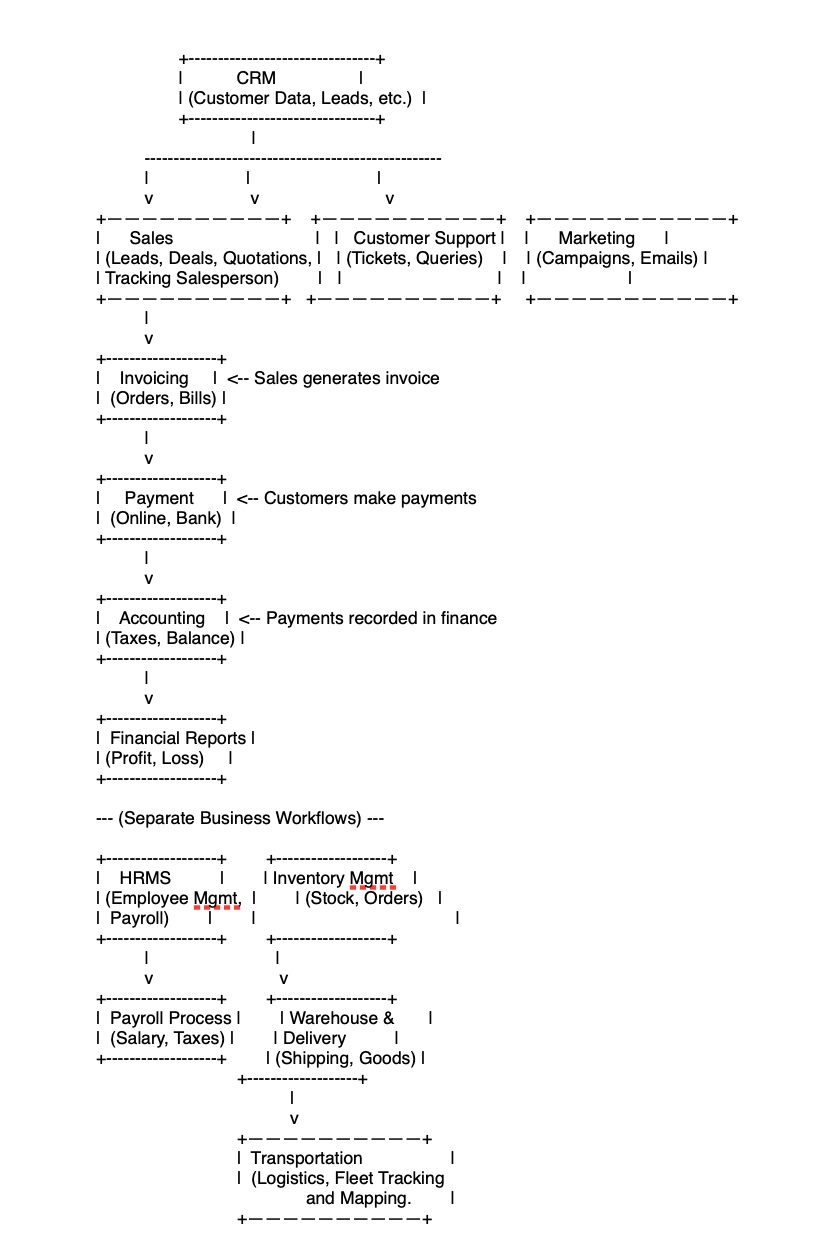 +--------------------------------+
|          CRM               |
| (Customer Data, Leads, etc.)  |
+--------------------------------+
|
---------------------------------------------------
|                 |                      |
v                 v                      v
+——————————+   +——————————+   +——————————+
|     Sales                         |  |   Customer Support |   |     Marketing     |
| (Leads, Deals, Quotations, |  | (Tickets, Queries)   |   | (Campaigns, Emails) |
| Tracking Salesperson)       |  |                           |   |                   |
+——————————+   +——————————+   +——————————+
|
v
+-------------------+
|    Invoicing     |  <-- Sales generates invoice
|  (Orders, Bills) |
+-------------------+
|
v
+-------------------+
|     Payment     |  <-- Customers make payments
|  (Online, Bank)  |
+-------------------+
|
v
+-------------------+
|    Accounting    |  <-- Payments recorded in finance
| (Taxes, Balance) |
+-------------------+
|
v
+-------------------+
|  Financial Reports |
| (Profit, Loss)     |
+-------------------+
--- (Separate Business Workflows) ---
+-------------------+       +-------------------+
|    HRMS         |       | Inventory Mgmt   |
| (Employee Mgmt,  |       | (Stock, Orders)   |
|  Payroll)       |       |                                  |
+-------------------+       +-------------------+
|                         |
v                         v
+-------------------+       +-------------------+
|  Payroll Process |       | Warehouse &      |
|  (Salary, Taxes) |       | Delivery         |
+-------------------+       | (Shipping, Goods) |
+-------------------+
|
v
+——————————+
|  Transportation                |
|  (Logistics, Fleet Tracking
and Mapping.       |
+——————————+